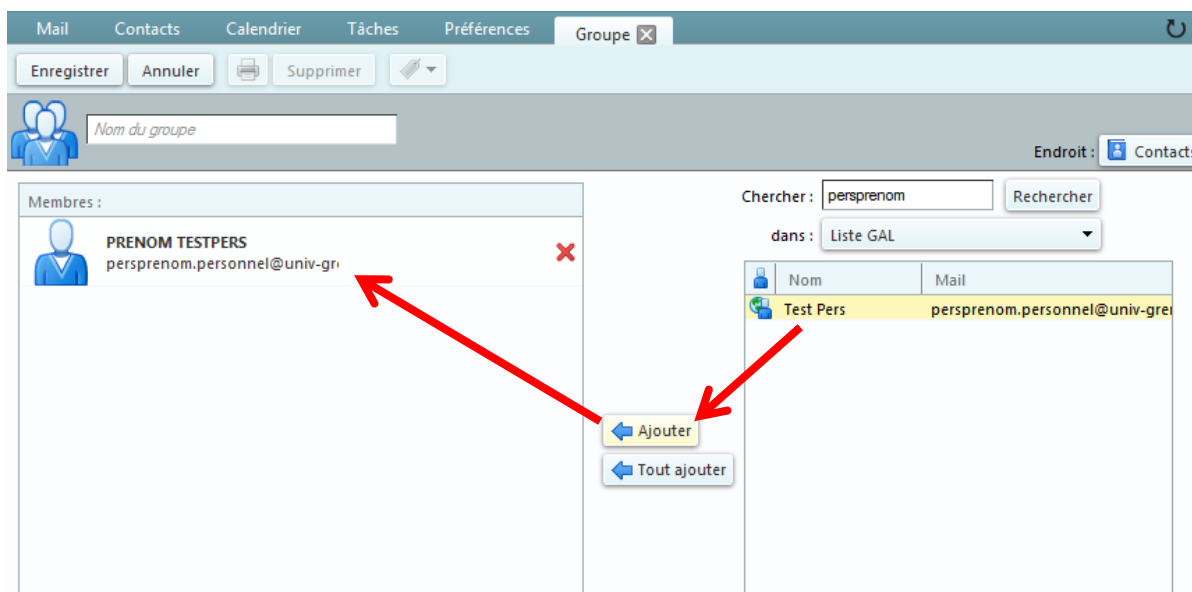 Mail Contacts Calendrier Tâches Préférences Groupe
Enregistrer Annuler Supprimer
Nom du groupe
Endroit : Contacts
Membres :
PRENOM TESTPERS
persprenom.personnel@univ-gre
Chercher : persprenom Rechercher
dans : Liste GAL
Nom Mail
Test Pers persprenom.personnel@univ-gren
Ajouter
Tout ajouter